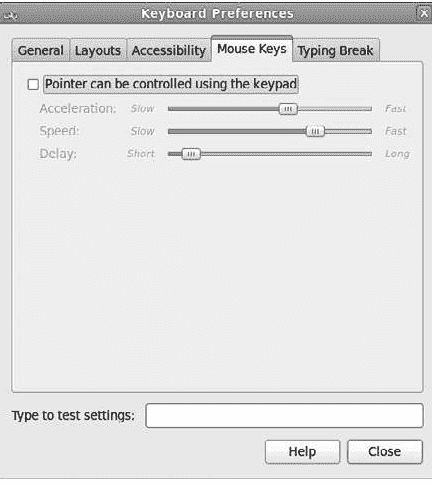 Keyboard Preferences
General Layouts Accessibility Mouse Keys Typing Break
Pointer can be controlled using the keypad
Acceleration: Slow Fast
Speed: Slow Fast
Delay: Short Long
Type to test settings:
Help Close